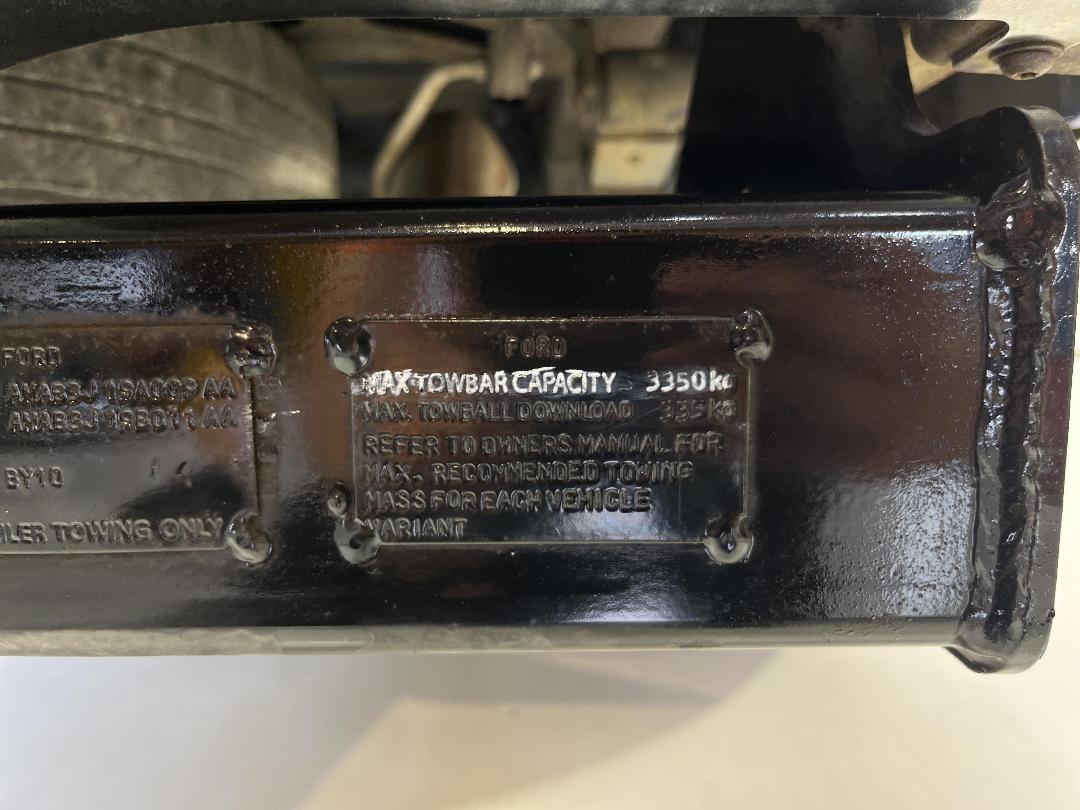 FORD
BY10
ILER TOWING ONLY
FORD
MAX TOWBAR CAPACITY 3350kg
MAX. TOWBALL DOWNLOAD 335kg
REFER TO OWNERS MANUAL FOR
MAX. RECOMMENDED TOWING
MASS FOR EACH VEHICLE
VARIANT